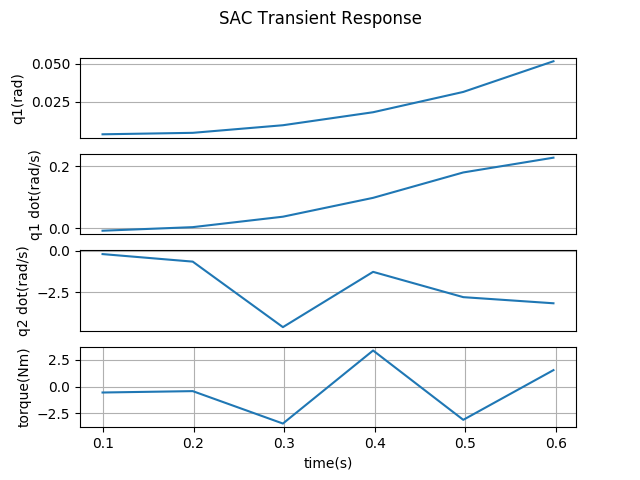 SAC Transient Response
q1(rad)
0.050
0.025
q1 dot(rad/s)
0.2
0.0
q2 dot(rad/s)
0.0
−2.5
torque(Nm)
2.5
0.0
−2.5
0.1 0.2 0.3 0.4 0.5 0.6
time(s)